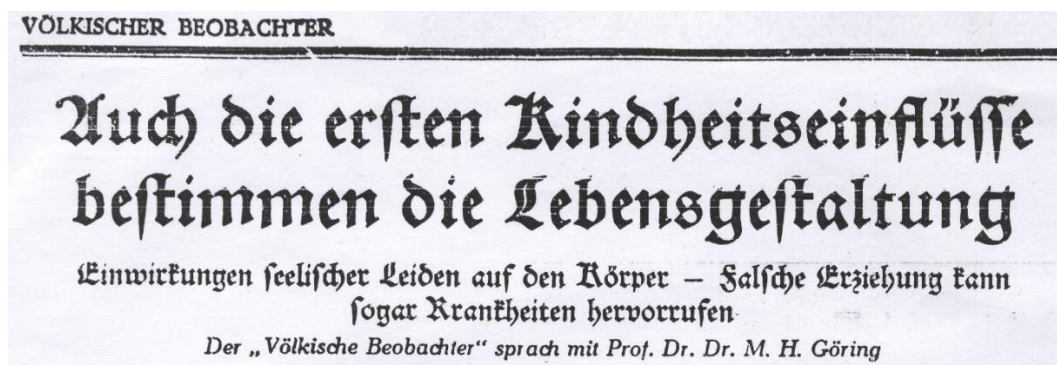 VÖLKISCHER BEOBACHTER
Auch die ersten Kindheitseinflüsse
bestimmen die Lebensgestaltung
Einwirkungen seelischer Leiden auf den Körper – Falsche Erziehung kann
sogar Krankheiten hervorrufen
Der „Völkische Beobachter“ sprach mit Prof. Dr. Dr. M. H. Göring